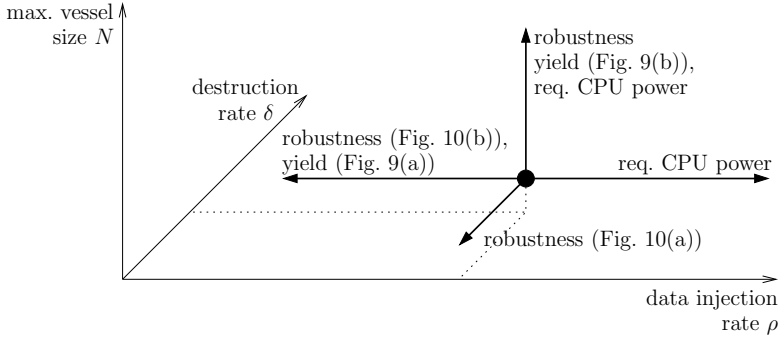 max. vessel
size N
robustness
yield (Fig. 9(b)),
req. CPU power
destruction
rate δ
robustness (Fig. 10(b)),
yield (Fig. 9(a))
req. CPU power
robustness (Fig. 10(a))
data injection
rate ρ